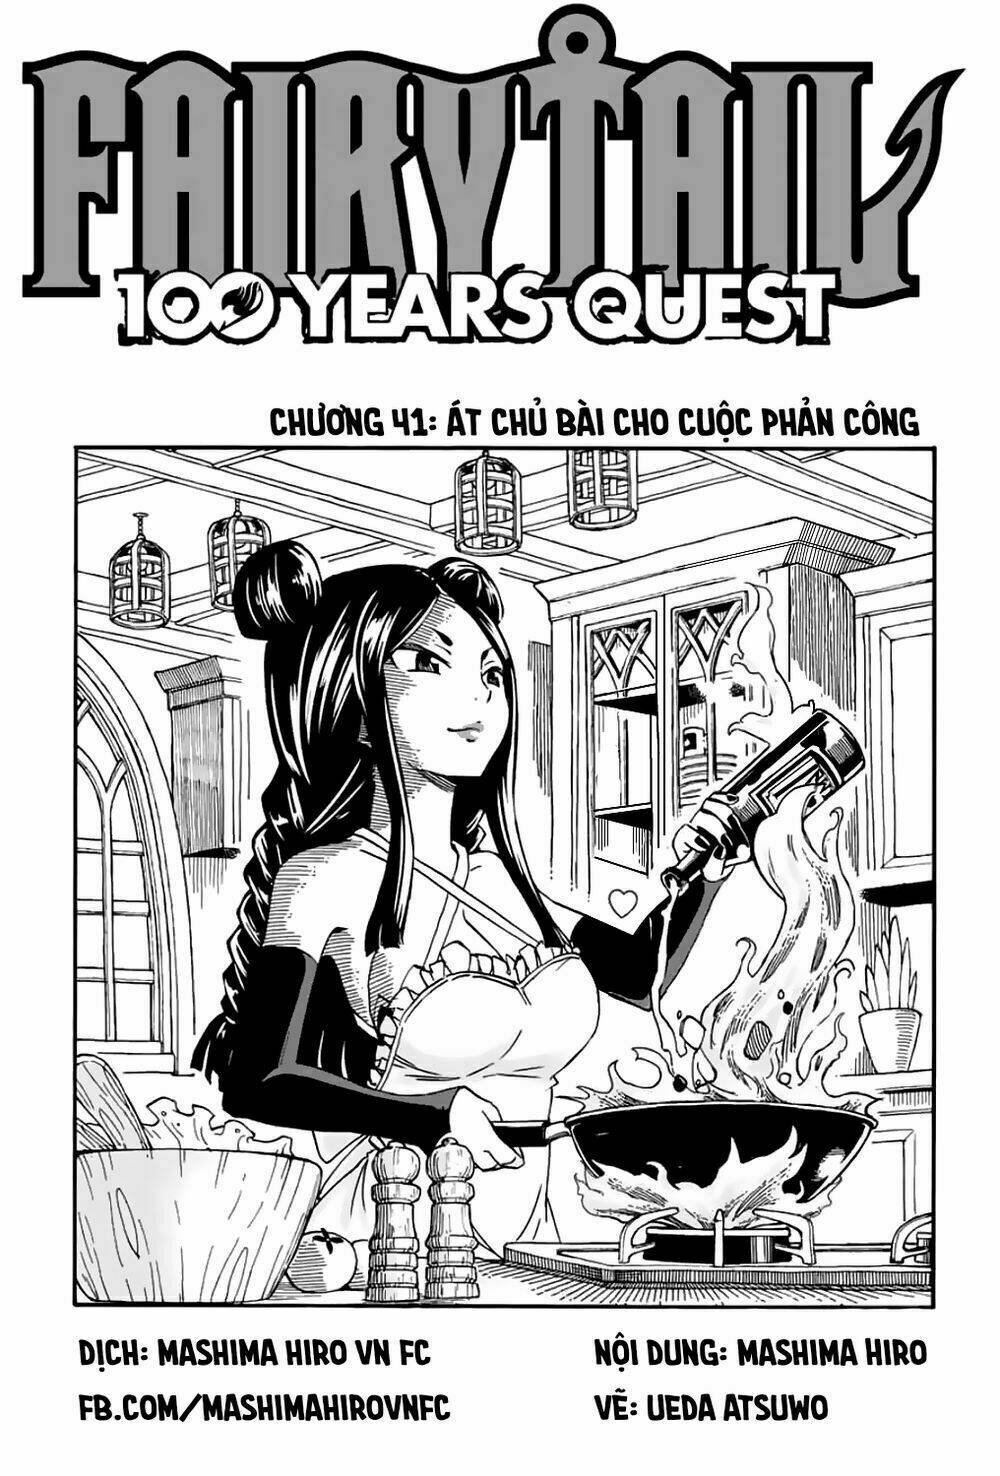 FAIRY TAIL
100 YEARS QUEST
CHƯƠNG 41: ÁT CHỦ BÀI CHO CUỘC PHẢN CÔNG
DỊCH: MASHIMA HIRO VN FC
FB.COM/MASHIMAHIROVNFC
NỘI DUNG: MASHIMA HIRO
VẼ: UEDA ATSUWO